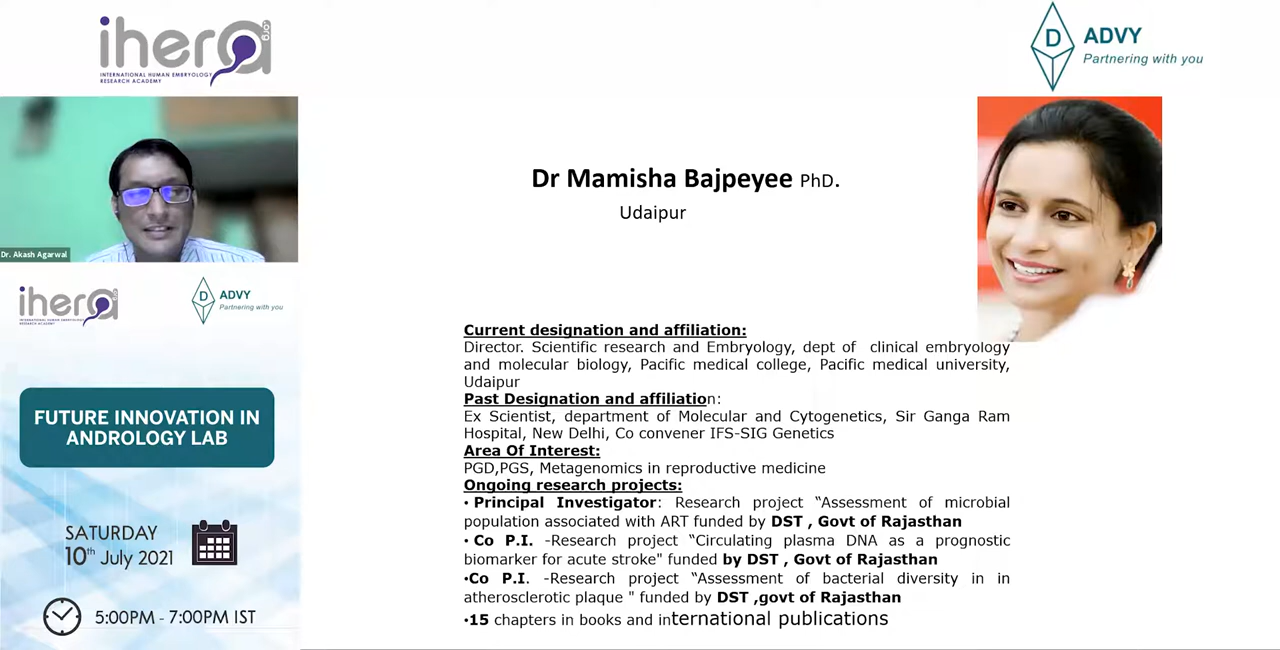 ihera.org
INTERNATIONAL HUMAN EMBRYOLOGY
RESEARCH ACADEMY
D ADVY
Partnering with you
Dr. Akash Agarwal
ihera.org
D ADVY
Partnering with you
FUTURE INNOVATION IN
ANDROLOGY LAB
SATURDAY
10th July 2021
5:00PM - 7:00PM IST
Dr Mamisha Bajpeyee PhD.
Udaipur
Current designation and affiliation:
Director. Scientific research and Embryology, dept of clinical embryology
and molecular biology, Pacific medical college, Pacific medical university,
Udaipur
Past Designation and affiliation:
Ex Scientist, department of Molecular and Cytogenetics, Sir Ganga Ram
Hospital, New Delhi, Co convener IFS-SIG Genetics
Area Of Interest:
PGD,PGS, Metagenomics in reproductive medicine
Ongoing research projects:
• Principal Investigator: Research project “Assessment of microbial
population associated with ART funded by DST , Govt of Rajasthan
• Co P.I. -Research project “Circulating plasma DNA as a prognostic
biomarker for acute stroke" funded by DST , Govt of Rajasthan
•Co P.I. -Research project “Assessment of bacterial diversity in in
atherosclerotic plaque " funded by DST ,govt of Rajasthan
•15 chapters in books and international publications